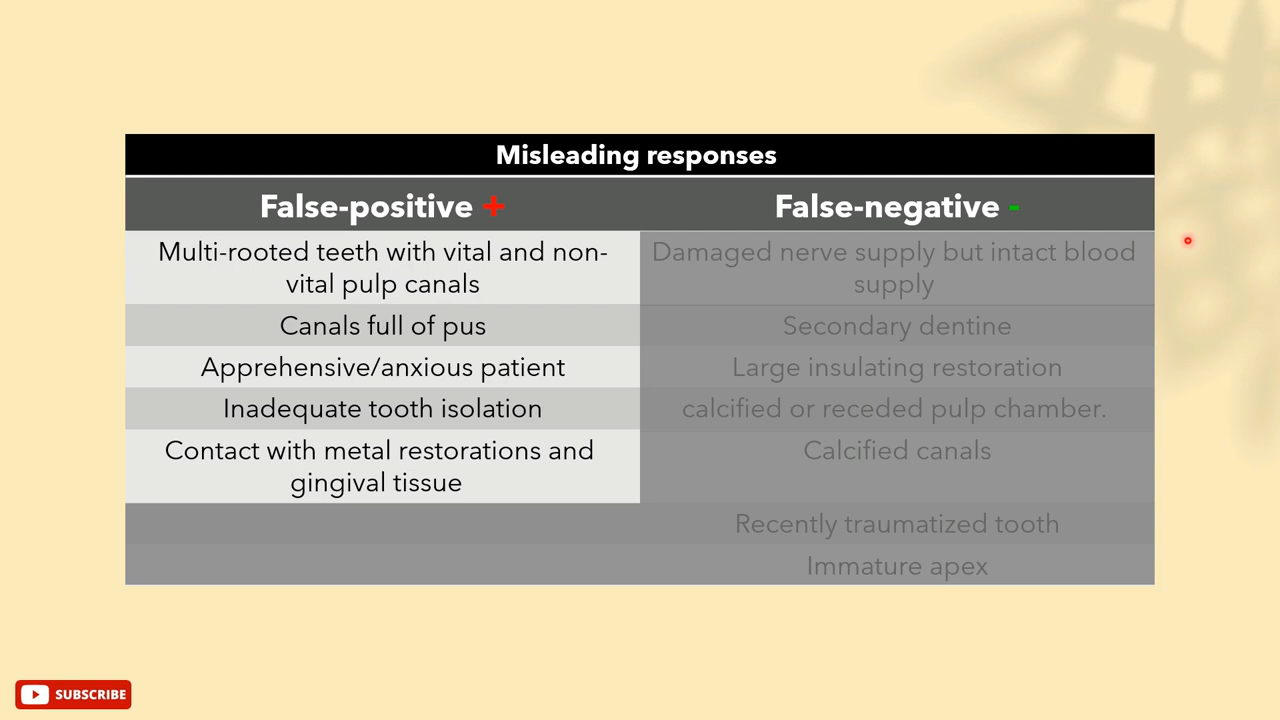 Misleading responses
False-positive +
False-negative -
Multi-rooted teeth with vital and non-
vital pulp canals
Damaged nerve supply but intact blood
supply
Canals full of pus
Secondary dentine
Apprehensive/anxious patient
Large insulating restoration
Inadequate tooth isolation
calcified or receded pulp chamber.
Contact with metal restorations and
gingival tissue
Calcified canals
Recently traumatized tooth
Immature apex
SUBSCRIBE